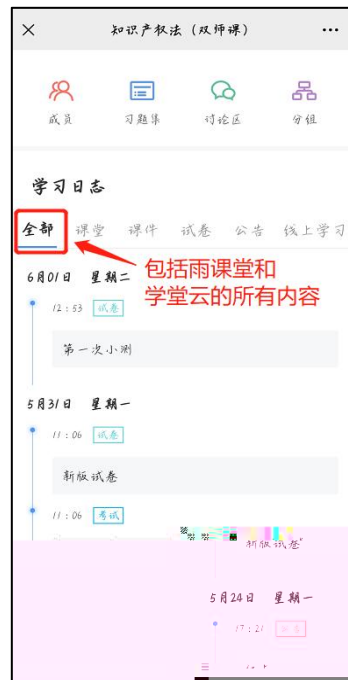 知识产权法（双师课）
成员 习题集 讨论区 分组
学习日志
全部 课堂 课件 试卷 公告 线上学习
6月01日 星期二
包括雨课堂和
学堂云的所有内容
12:53 试卷
第一次小测
5月31日 星期一
11:06 试卷
新版试卷
11:06 考试
新版试卷"
5月24日 星期一
17:21